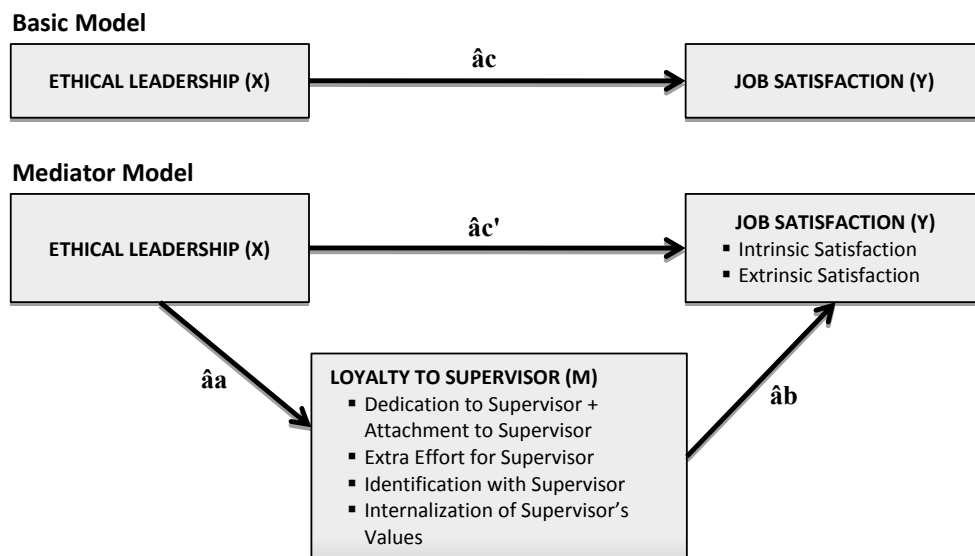 Basic Model
ETHICAL LEADERSHIP (X)
âc
JOB SATISFACTION (Y)
Mediator Model
ETHICAL LEADERSHIP (X)
âc'
JOB SATISFACTION (Y)
▪ Intrinsic Satisfaction
▪ Extrinsic Satisfaction
âa
LOYALTY TO SUPERVISOR (M)
▪ Dedication to Supervisor +
Attachment to Supervisor
▪ Extra Effort for Supervisor
▪ Identification with Supervisor
▪ Internalization of Supervisor’s
Values
âb